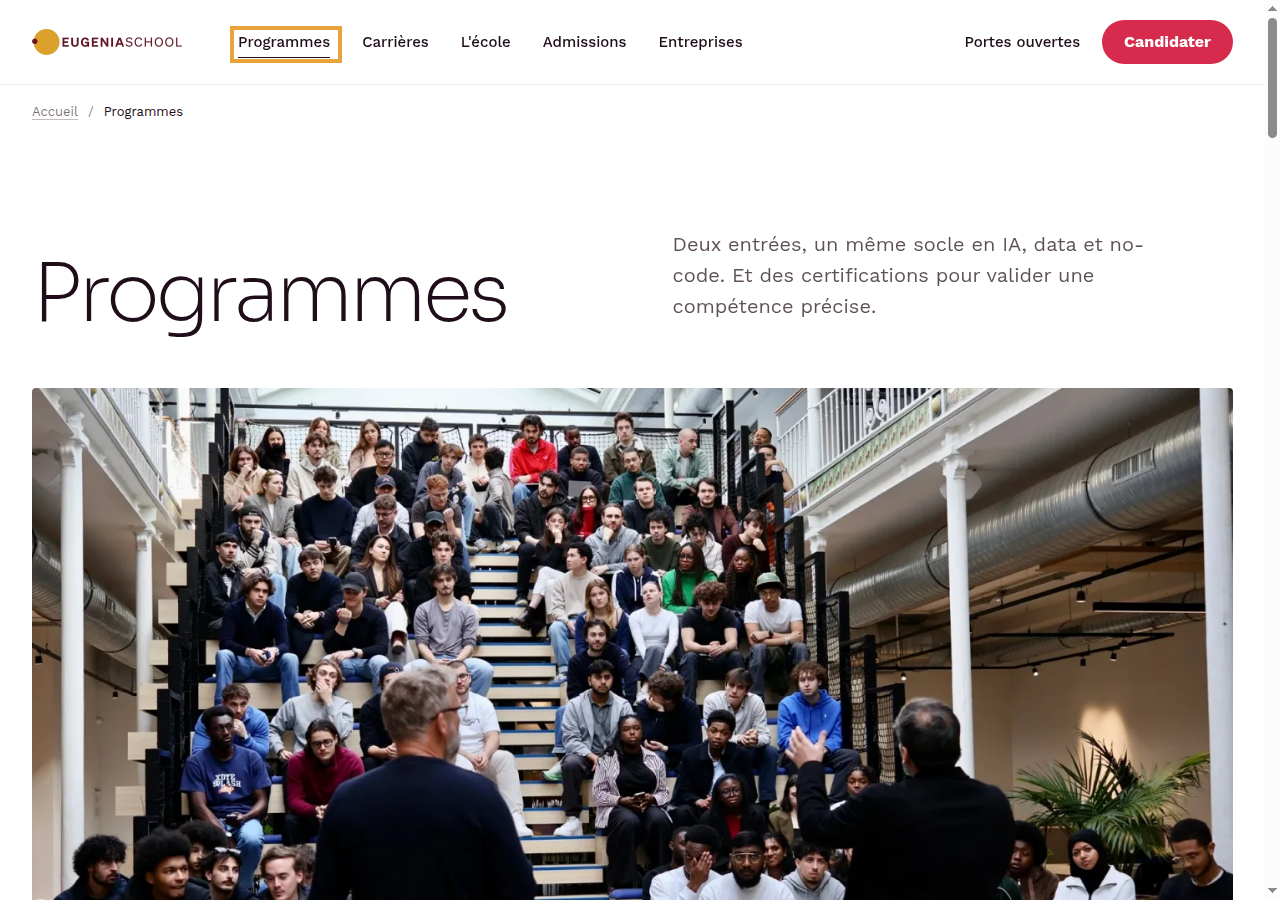 EUGENIASCHOOL
Programmes
Carrières
L'école
Admissions
Entreprises
Portes ouvertes
Candidater
Accueil / Programmes
Programmes
Deux entrées, un même socle en IA, data et no-
code. Et des certifications pour valider une
compétence précise.